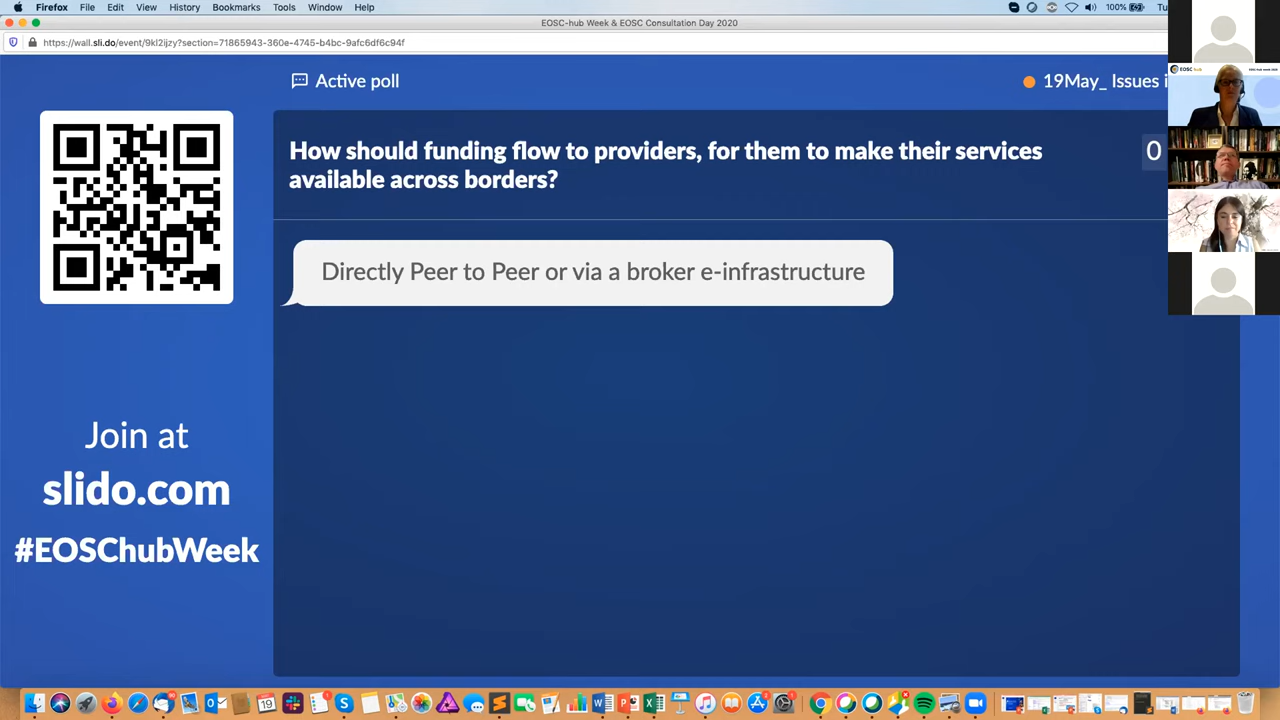 Firefox File Edit View History Bookmarks Tools Window Help 100% Tu
EOSC-hub Week & EOSC Consultation Day 2020
https://wall.sli.do/event/9kl2ijzy?section=71865943-360e-4745-b4bc-9afc6df6c94f
Active poll
19May_ Issues i
How should funding flow to providers, for them to make their services
available across borders?
0
Directly Peer to Peer or via a broker e-infrastructure
Join at
slido.com
#EOSChubWeek
19